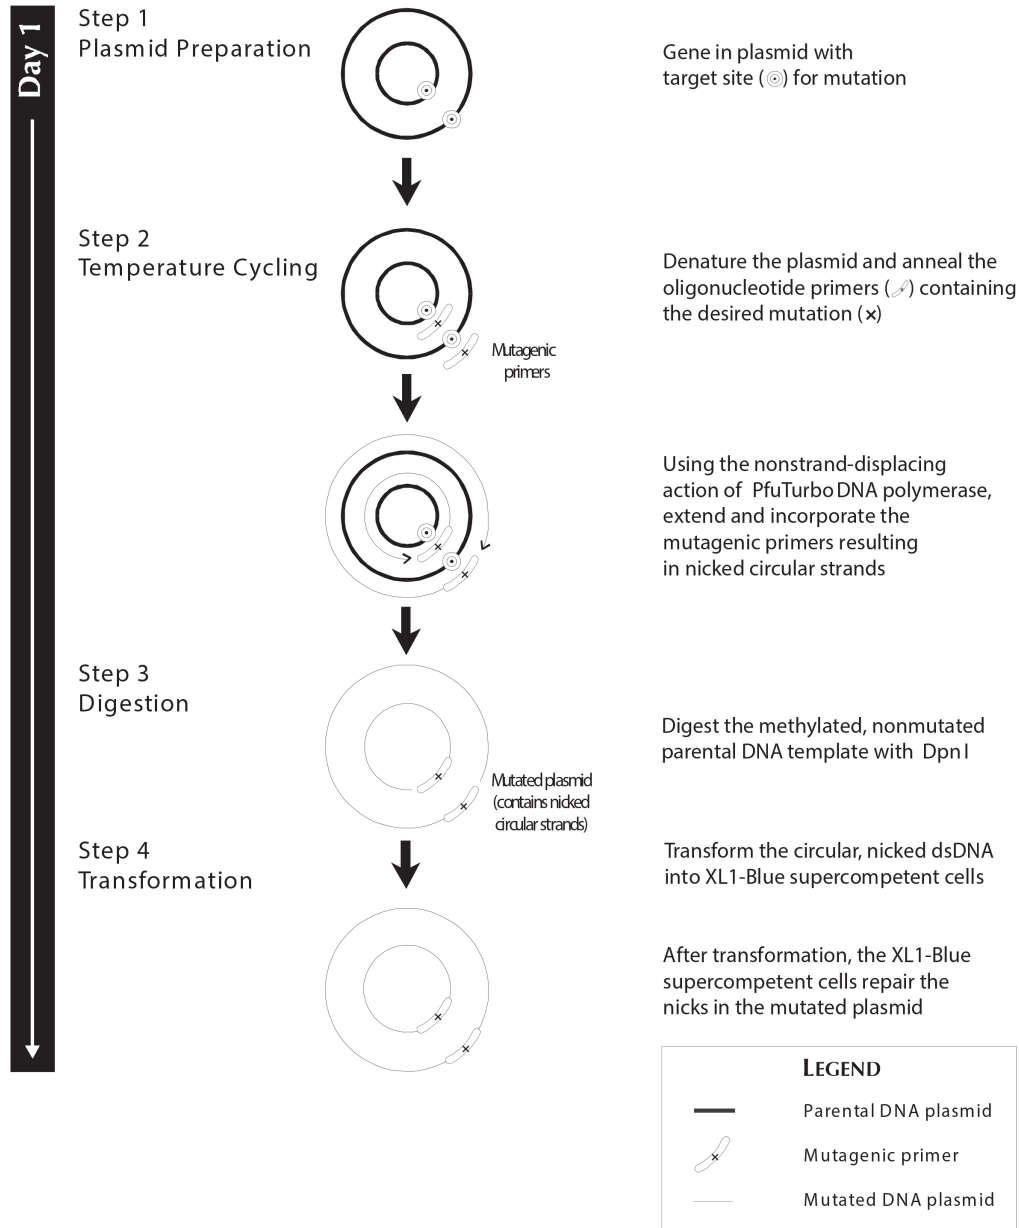 Day 1
Step 1
Plasmid Preparation
Gene in plasmid with
target site ( ) for mutation
Step 2
Temperature Cycling
Denature the plasmid and anneal the
oligonucleotide primers ( ) containing
the desired mutation (×)
Mutagenic
primers
Using the nonstrand-displacing
action of PfuTurbo DNA polymerase,
extend and incorporate the
mutagenic primers resulting
in nicked circular strands
Step 3
Digestion
Digest the methylated, nonmutated
parental DNA template with Dpn I
Mutated plasmid
(contains nicked
circular strands)
Step 4
Transformation
Transform the circular, nicked dsDNA
into XL1-Blue supercompetent cells
After transformation, the XL1-Blue
supercompetent cells repair the
nicks in the mutated plasmid
LEGEND
Parental DNA plasmid
Mutagenic primer
Mutated DNA plasmid